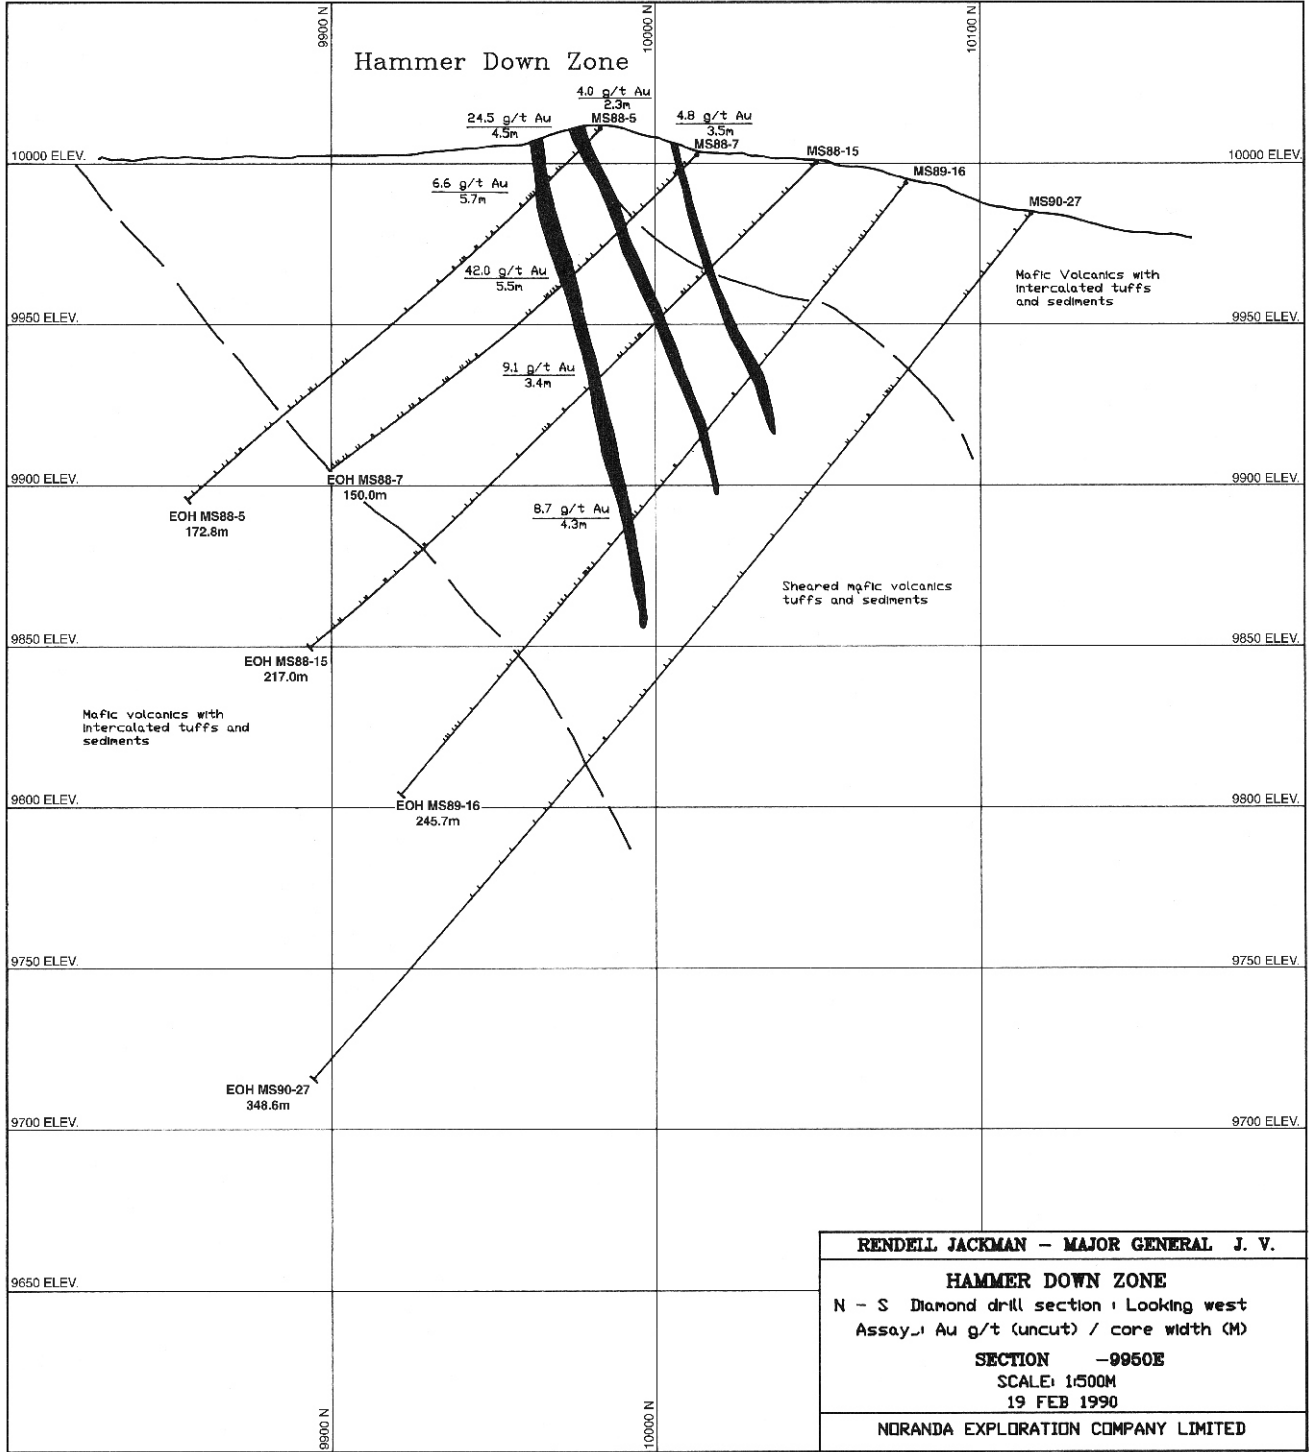 9900 N
10000 N
10100 N
Hammer Down Zone
4.0 g/t Au
2.3m
MS88-5
24.5 g/t Au
4.5m
4.8 g/t Au
3.5m
MS88-7
MS88-15
MS89-16
MS90-27
10000 ELEV.
10000 ELEV.
6.6 g/t Au
5.7m
42.0 g/t Au
5.5m
Mafic Volcanics with
intercalated tuffs
and sediments
9950 ELEV.
9950 ELEV.
9.1 g/t Au
3.4m
9900 ELEV.
9900 ELEV.
EOH MS88-7
150.0m
EOH MS88-5
172.8m
8.7 g/t Au
4.3m
Sheared mafic volcanics
tuffs and sediments
9850 ELEV.
9850 ELEV.
EOH MS88-15
217.0m
Mafic volcanics with
intercalated tuffs and
sediments
9800 ELEV.
9800 ELEV.
EOH MS89-16
245.7m
9750 ELEV.
9750 ELEV.
EOH MS90-27
348.6m
9700 ELEV.
9700 ELEV.
9650 ELEV.
RENDELL JACKMAN - MAJOR GENERAL J. V.
HAMMER DOWN ZONE
N - S Diamond drill section : Looking west
Assay: Au g/t (uncut) / core width (M)
SECTION -9950E
SCALE: 1:500M
19 FEB 1990
NORANDA EXPLORATION COMPANY LIMITED
9900 N
10000 N